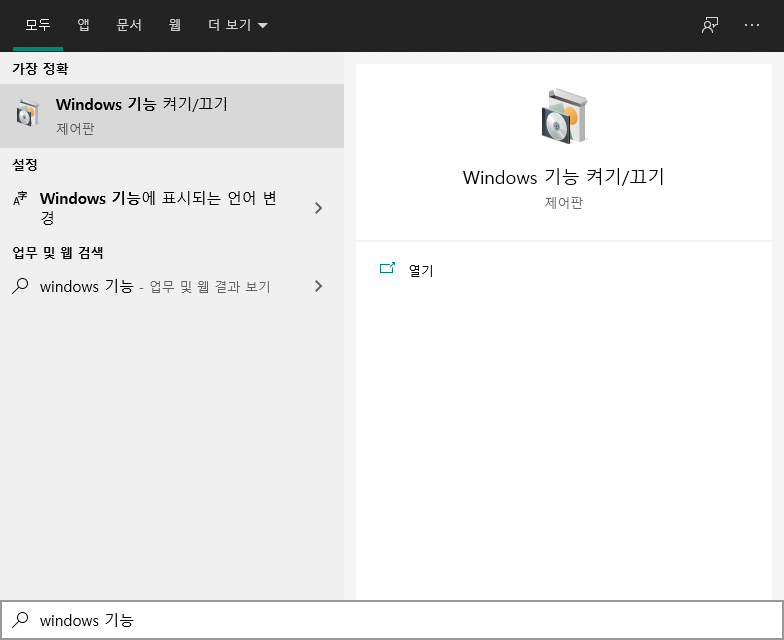 모두 앱 문서 웹 더 보기
가장 정확
Windows 기능 켜기/끄기
제어판
설정
Windows 기능에 표시되는 언어 변
경
업무 및 웹 검색
windows 기능 - 업무 및 웹 결과 보기
Windows 기능 켜기/끄기
제어판
열기
windows 기능